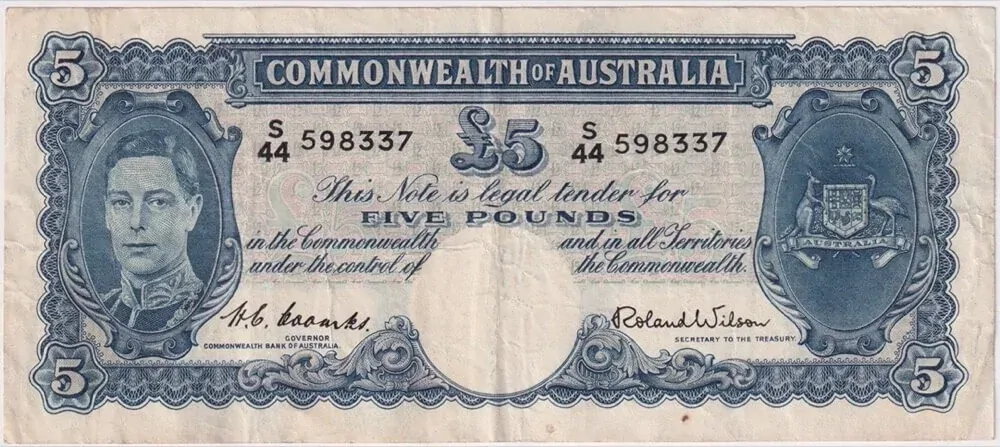 5 COMMONWEALTH OF AUSTRALIA 5
S/44 598337 £5 S/44 598337
This Note is legal tender for
FIVE POUNDS
in the Commonwealth and in all Territories
under the control of the Commonwealth.
AUSTRALIA
H.C. Coombs. Roland Wilson
GOVERNOR
COMMONWEALTH BANK OF AUSTRALIA.
SECRETARY TO THE TREASURY.
5 5